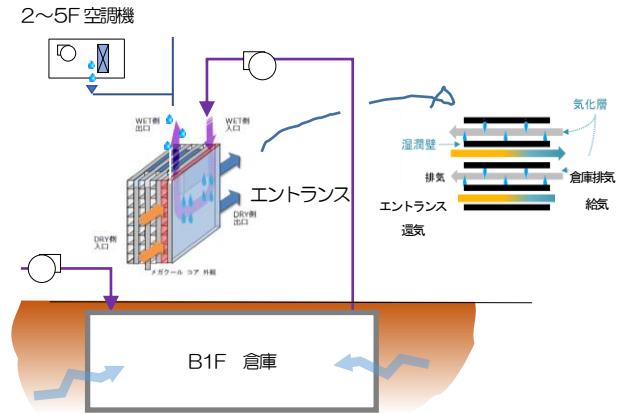 2～5F 空調機
WET側
出口
WET側
入口
エントランス
DRY側
出口
DRY側
入口
メガクール コア 外観
B1F 倉庫
気化層
湿潤壁
排気
倉庫排気
エントランス
給気
還気